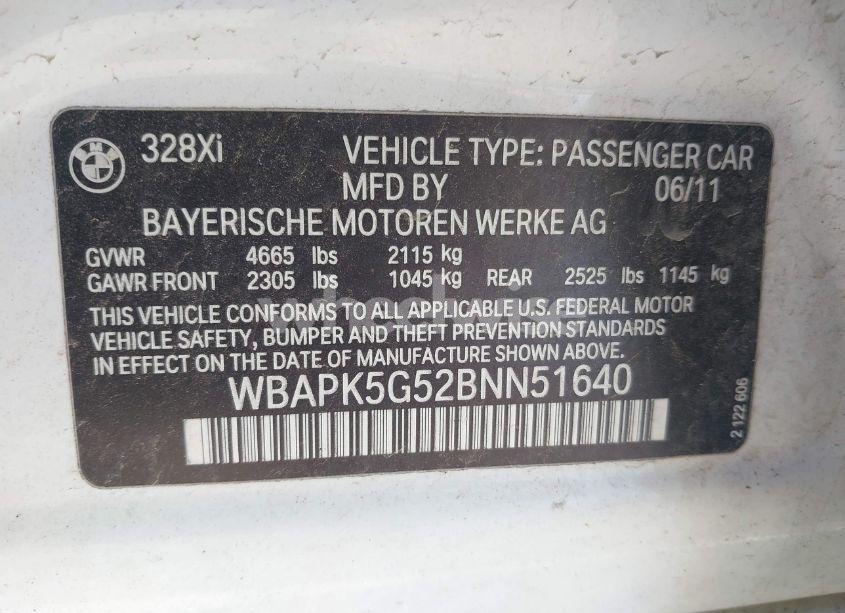 328Xi VEHICLE TYPE: PASSENGER CAR
MFD BY 06/11
BAYERISCHE MOTOREN WERKE AG
GVWR 4665 lbs 2115 kg
GAWR FRONT 2305 lbs 1045 kg REAR 2525 lbs 1145 kg
THIS VEHICLE CONFORMS TO ALL APPLICABLE U.S. FEDERAL MOTOR
VEHICLE SAFETY, BUMPER AND THEFT PREVENTION STANDARDS
IN EFFECT ON THE DATE OF MANUFACTURE SHOWN ABOVE.
WBAPK5G52BNN51640
2 122 606